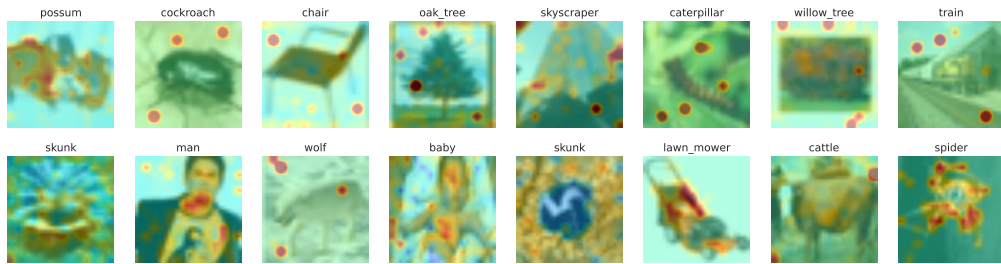 possum cockroach chair oak_tree skyscraper caterpillar willow_tree train
skunk man wolf baby skunk lawn_mower cattle spider